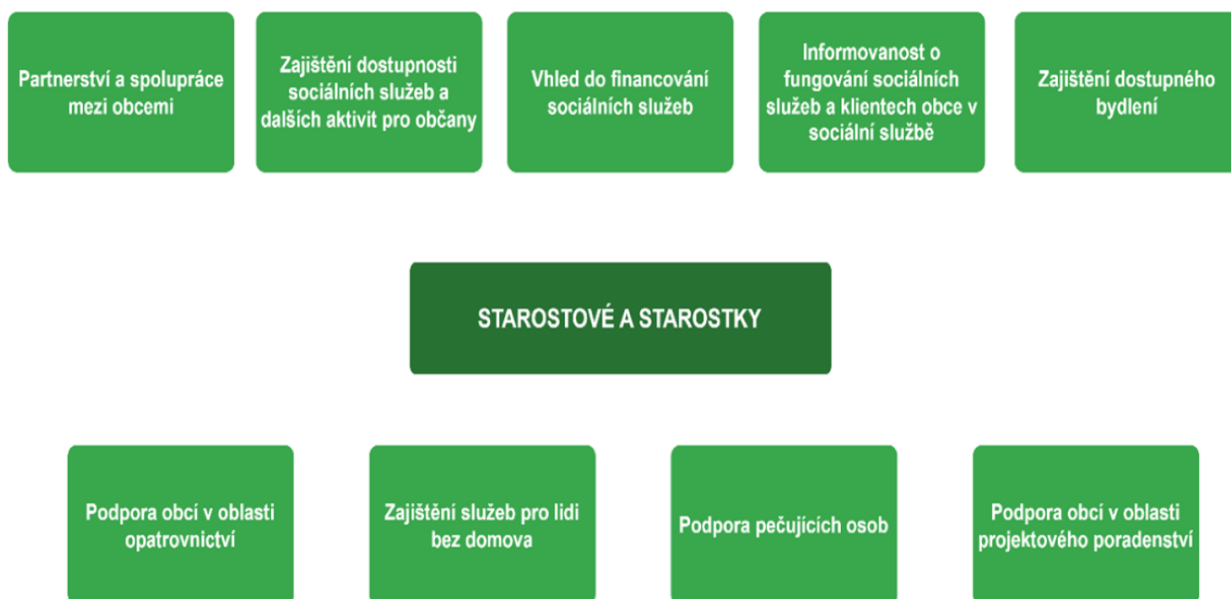 Partnerství a spolupráce
mezi obcemi
Zajištění dostupnosti
sociálních služeb a
dalších aktivit pro občany
Vhled do financování
sociálních služeb
Informovanost o
fungování sociálních
služeb a klientech obce v
sociální službě
Zajištění dostupného
bydlení
STAROSTOVÉ A STAROSTKY
Podpora obcí v oblasti
opatrovnictví
Zajištění služeb pro lidi
bez domova
Podpora pečujících osob
Podpora obcí v oblasti
projektového poradenství